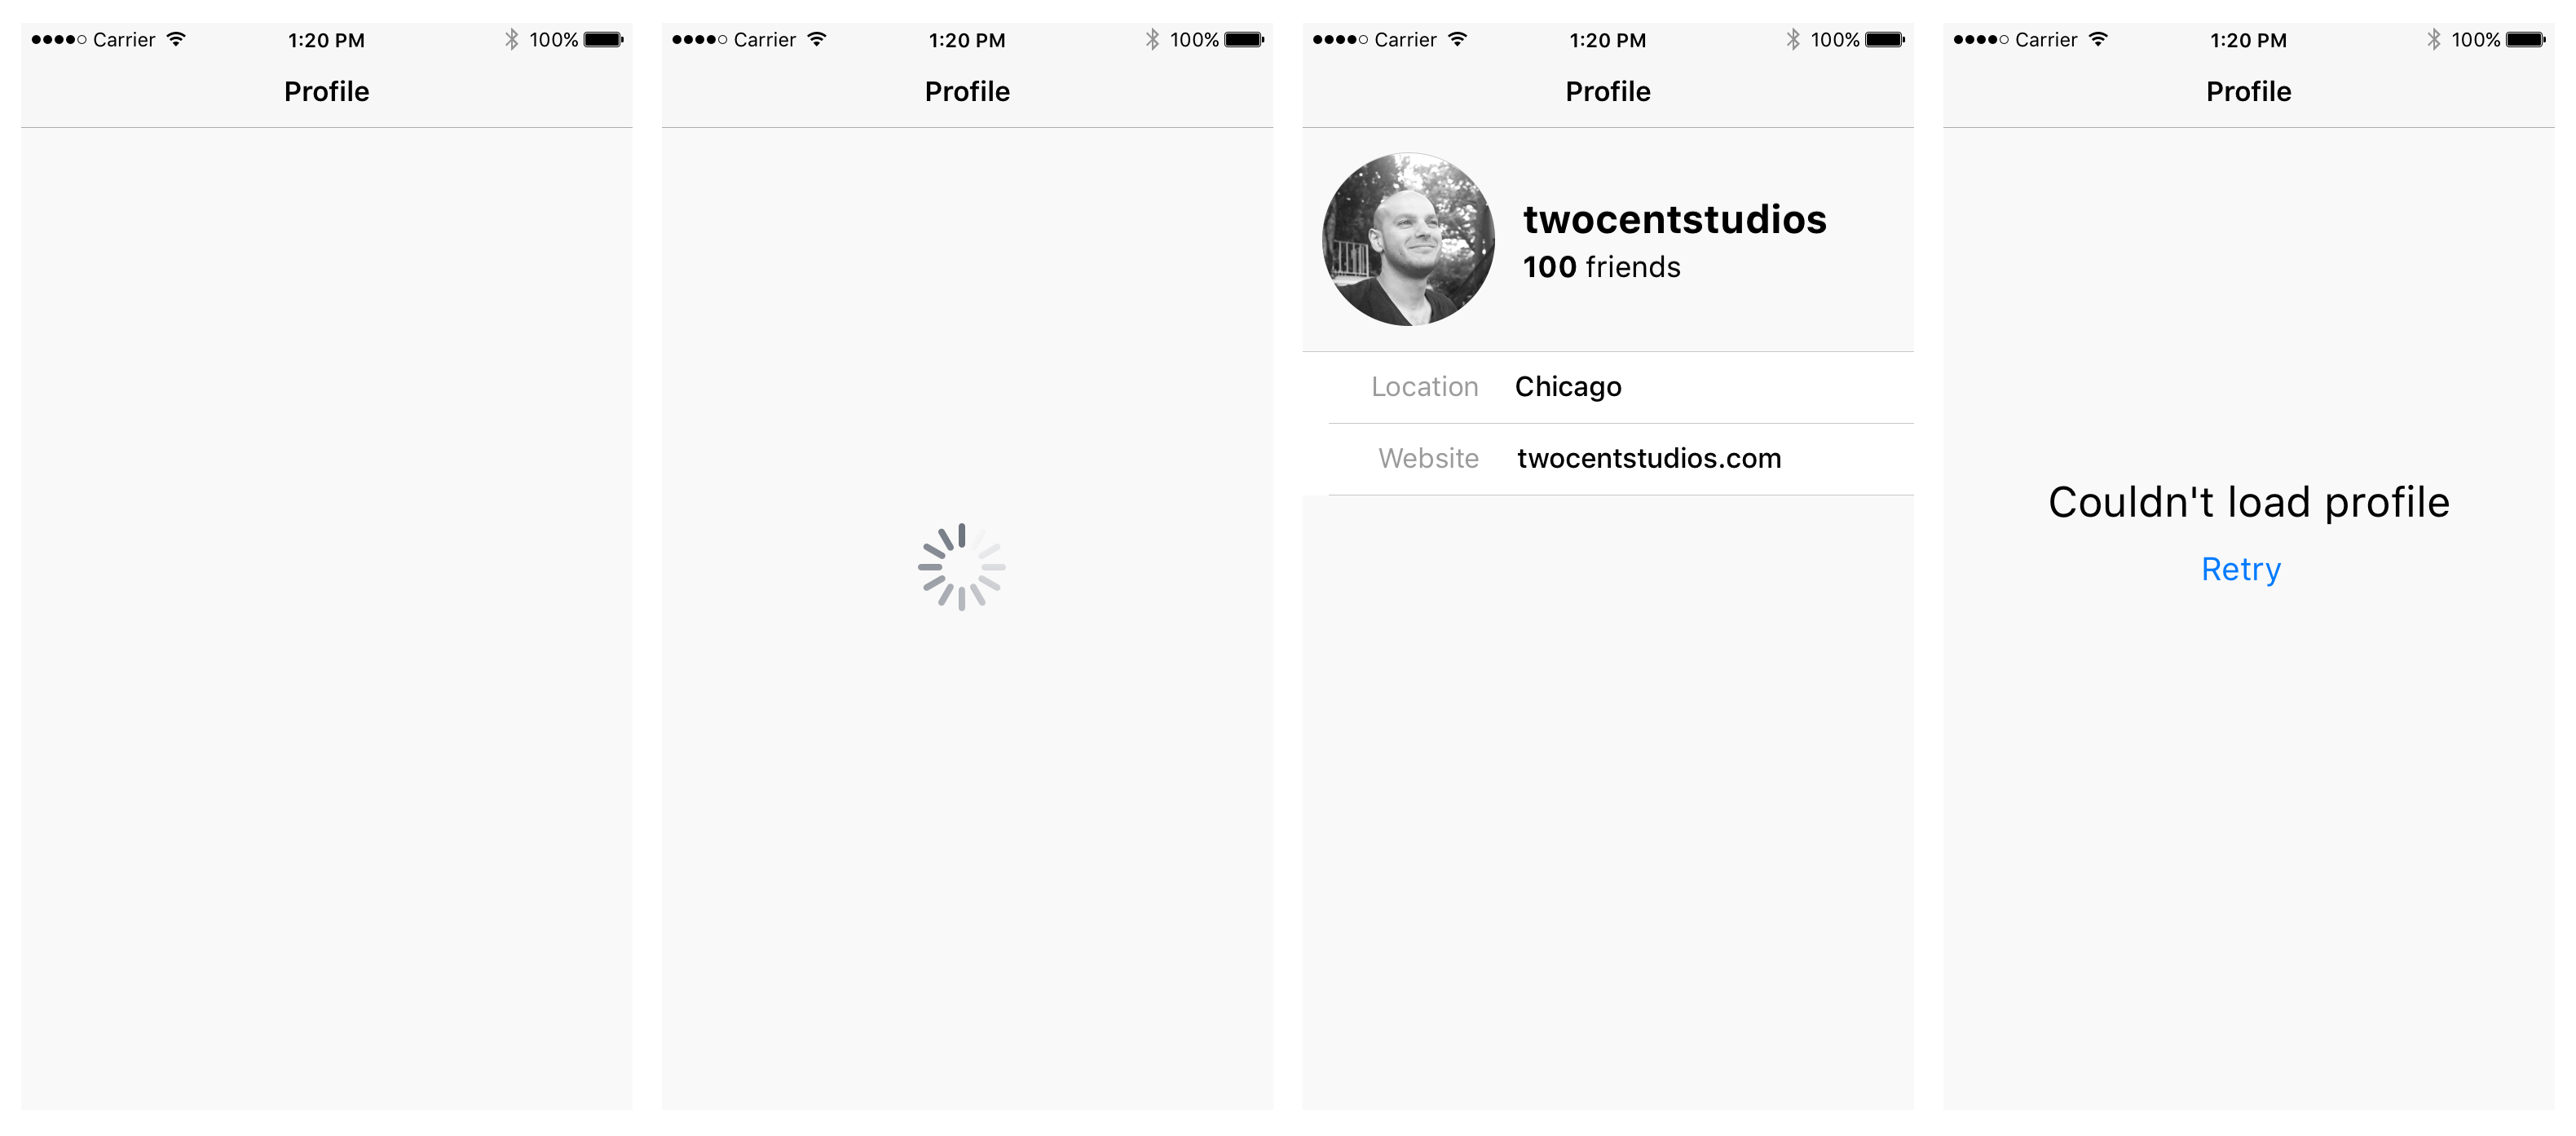 Carrier 1:20 PM 100%
Profile
Carrier 1:20 PM 100%
Profile
Carrier 1:20 PM 100%
Profile
twocentstudios
100 friends
Location Chicago
Website twocentstudios.com
Carrier 1:20 PM 100%
Profile
Couldn't load profile
Retry